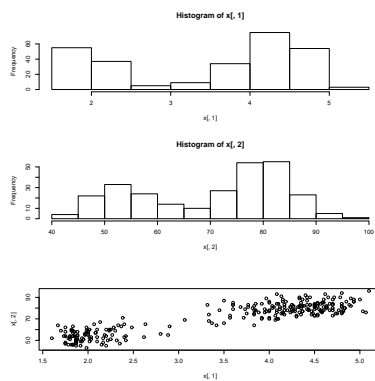 Histogram of x[, 1]
Frequency
0 20 40 60
2 3 4 5
x[, 1]
Histogram of x[, 2]
Frequency
0 10 30 50
40 50 60 70 80 90 100
x[, 2]
x[, 2]
50 70 90
1.5 2.0 2.5 3.0 3.5 4.0 4.5 5.0
x[, 1]